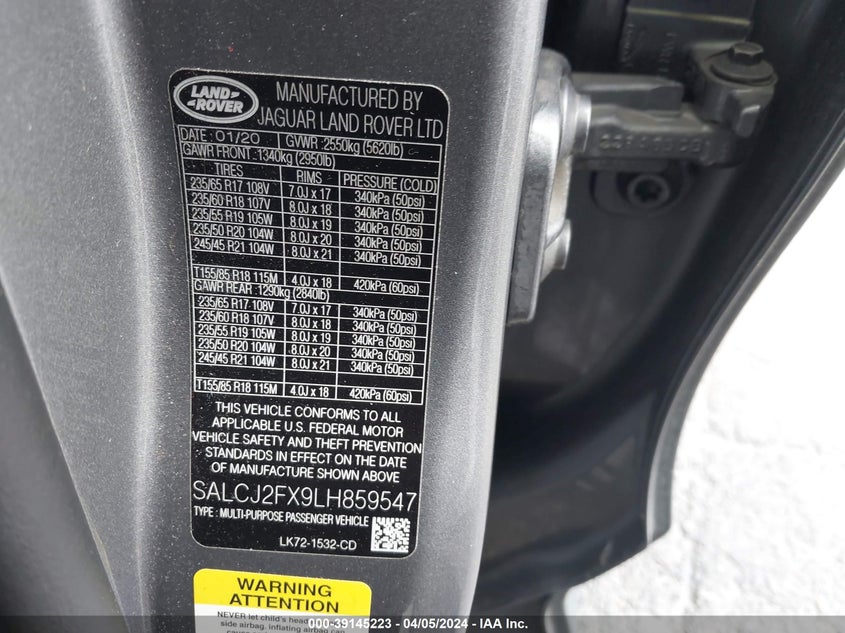 LAND-
ROVER
MANUFACTURED BY
JAGUAR LAND ROVER LTD
DATE : 01/20 GVWR : 2550kg (5620lb)
GAWR FRONT : 1340kg (2950lb)
TIRES RIMS PRESSURE (COLD)
235/65 R17 108V 7.0J x 17 340kPa (50psi)
235/60 R18 107V 8.0J x 18 340kPa (50psi)
235/55 R19 105W 8.0J x 19 340kPa (50psi)
235/50 R20 104W 8.0J x 20 340kPa (50psi)
245/45 R21 104W 8.0J x 21 340kPa (50psi)
T155/85 R18 115M 4.0J x 18 420kPa (60psi)
GAWR REAR : 1290kg (2840lb)
235/65 R17 108V 7.0J x 17 340kPa (50psi)
235/60 R18 107V 8.0J x 18 340kPa (50psi)
235/55 R19 105W 8.0J x 19 340kPa (50psi)
235/50 R20 104W 8.0J x 20 340kPa (50psi)
245/45 R21 104W 8.0J x 21 340kPa (50psi)
T155/85 R18 115M 4.0J x 18 420kPa (60psi)
THIS VEHICLE CONFORMS TO ALL
APPLICABLE U.S. FEDERAL MOTOR
VEHICLE SAFETY AND THEFT PREVENTION
STANDARDS IN EFFECT ON THE DATE
OF MANUFACTURE SHOWN ABOVE
SALCJ2FX9LH859547
TYPE : MULTI-PURPOSE PASSENGER VEHICLE
LK72-1532-CD
WARNING
ATTENTION
NEVER let child's head
side airbag. inflating airbag can
000-39145223 - 04/05/2024 - IAA Inc.